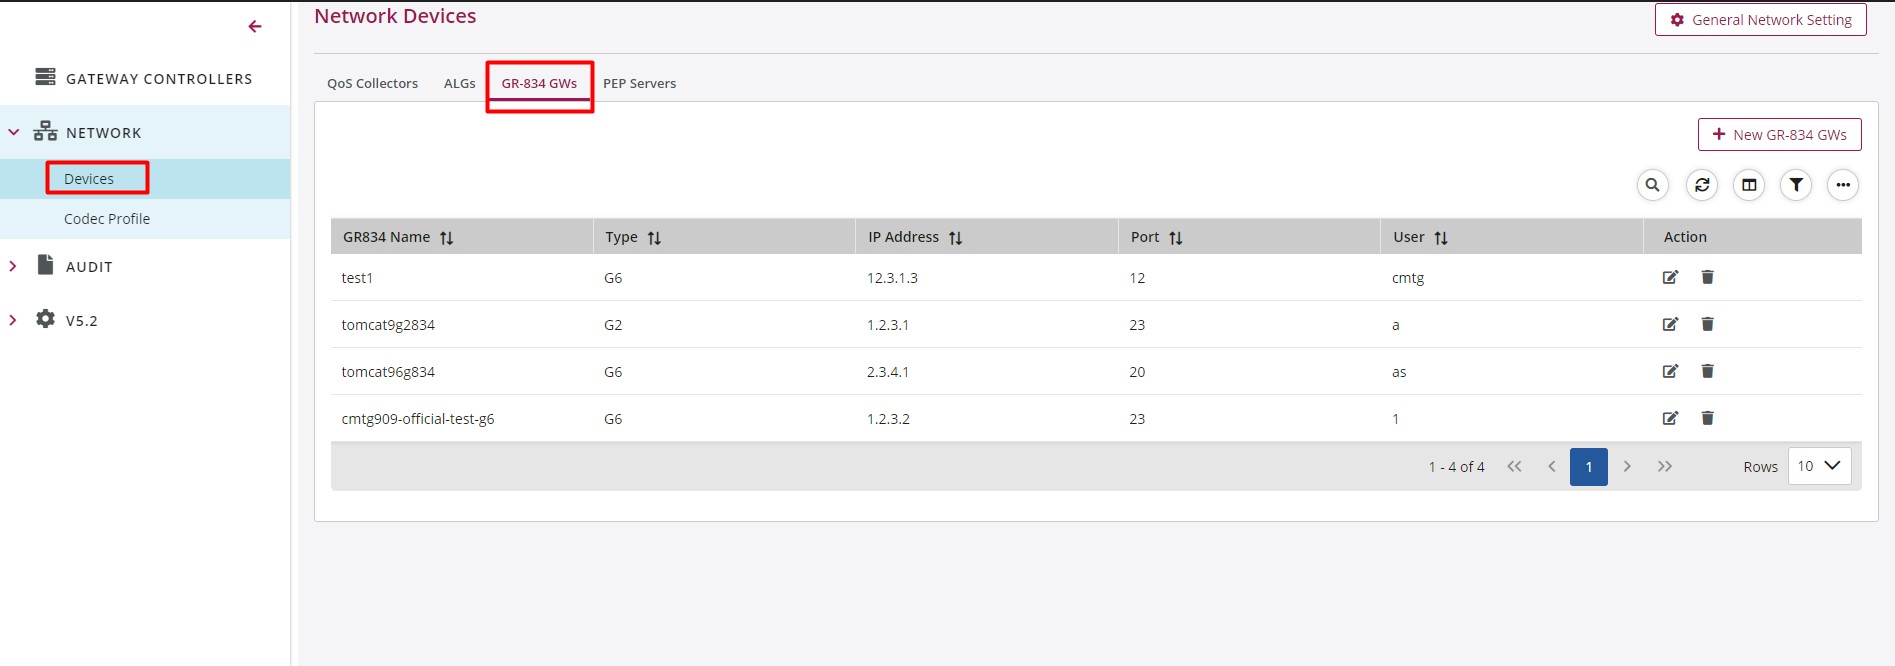 Network Devices
General Network Setting
GATEWAY CONTROLLERS
NETWORK
Devices
Codec Profile
AUDIT
V5.2
QoS Collectors ALGs GR-834 GWs PEP Servers
New GR-834 GWs
GR834 Name Type IP Address Port User Action
test1 G6 12.3.1.3 12 cmtg
tomcat9g2834 G2 1.2.3.1 23 a
tomcat96g834 G6 2.3.4.1 20 as
cmtg909-official-test-g6 G6 1.2.3.2 23 1
1 - 4 of 4 1 Rows 10